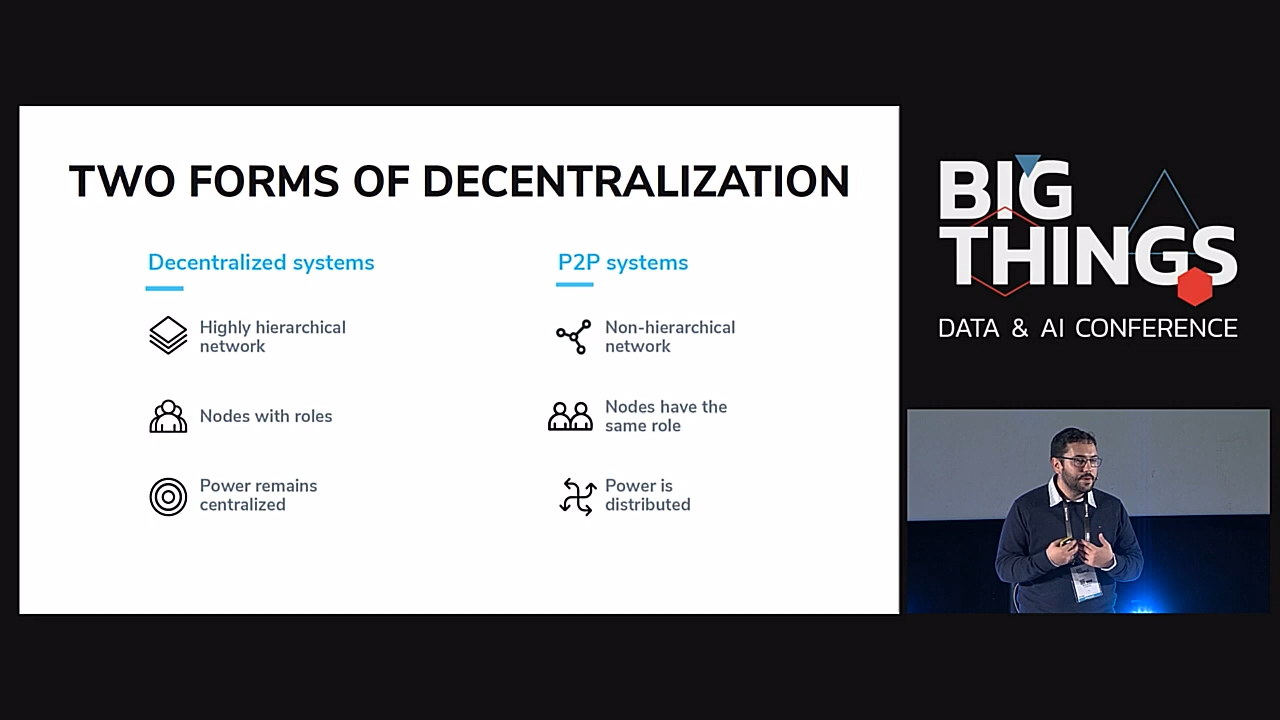 TWO FORMS OF DECENTRALIZATION
Decentralized systems
Highly hierarchical
network
Nodes with roles
Power remains
centralized
P2P systems
Non-hierarchical
network
Nodes have the
same role
Power is
distributed
BIG
THINGS
DATA & AI CONFERENCE